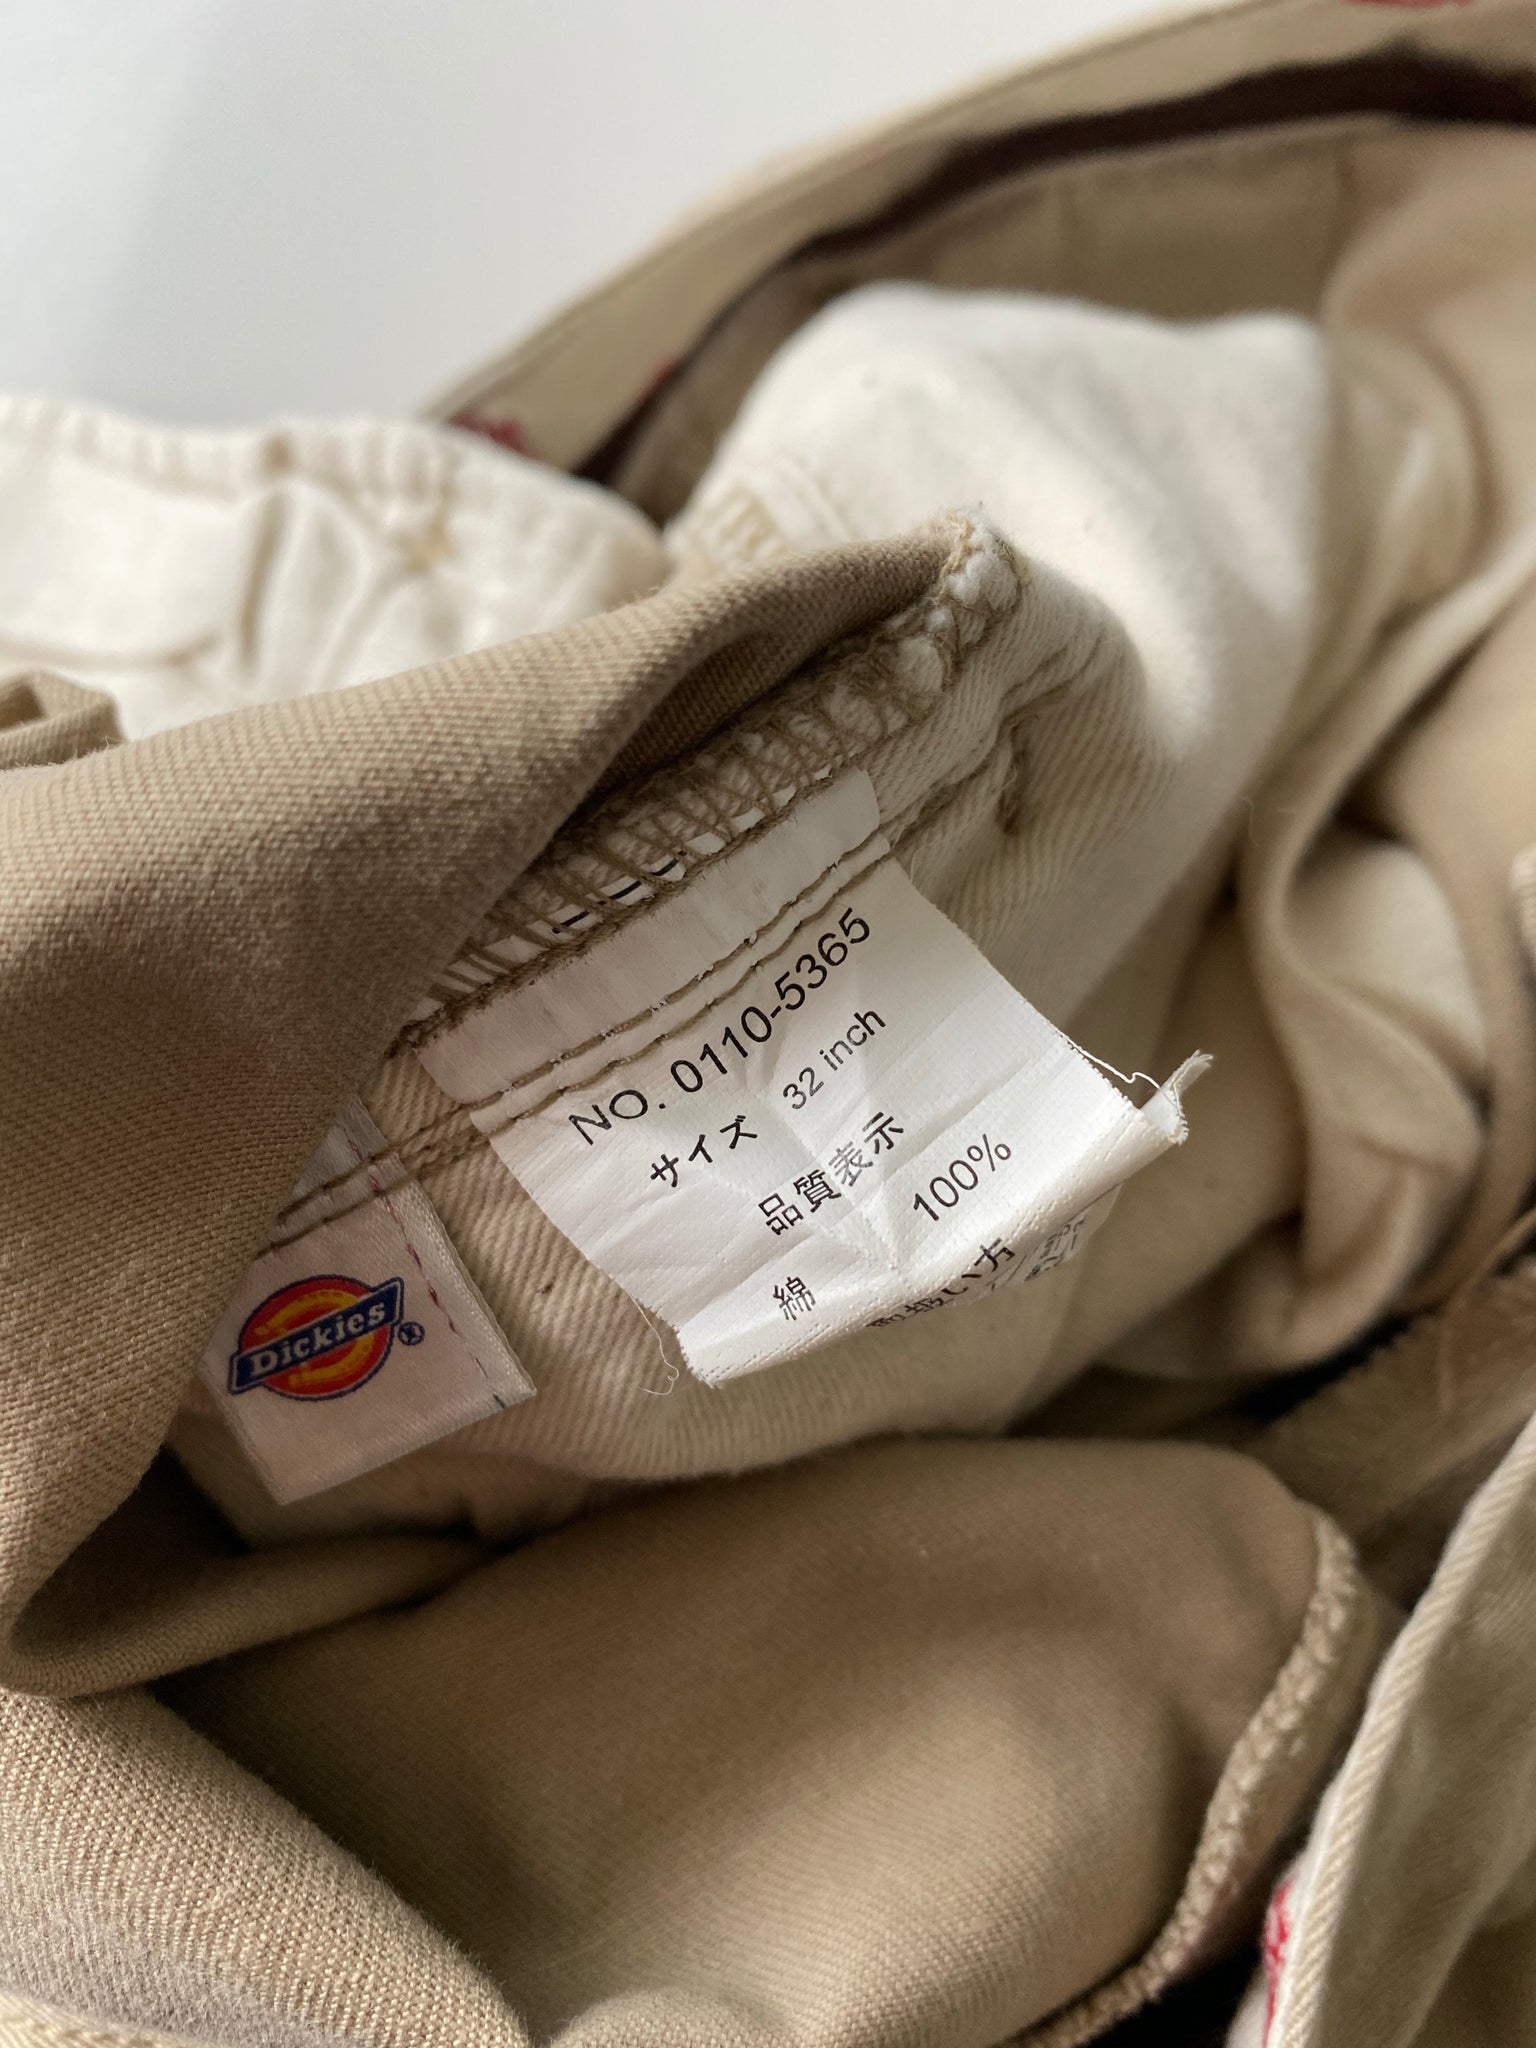 NO. 0110-5365
サイズ 32 inch
品質表示
綿 100%
Dickies®